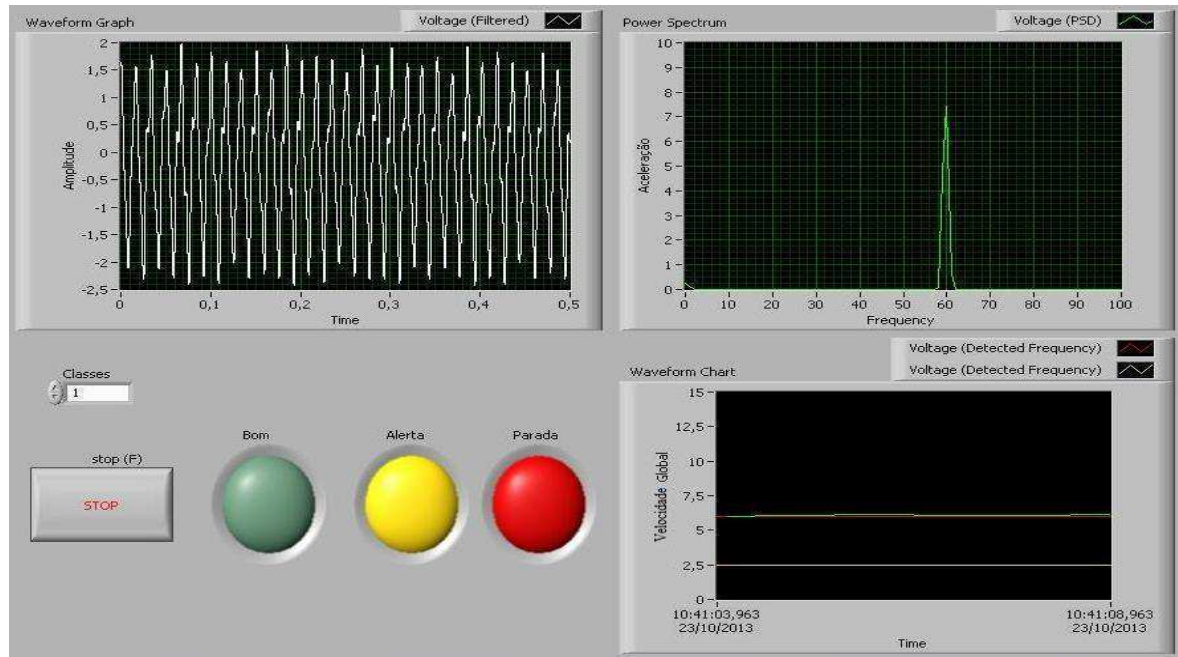 Waveform Graph
Voltage (Filtered)
2
1,5
1
0,5
0
-0,5
-1
-1,5
-2
-2,5
Amplitude
0
0,1
0,2
0,3
0,4
0,5
Time
Power Spectrum
Voltage (PSD)
10
9
8
7
6
5
4
3
2
1
0
Aceleração
0
10
20
30
40
50
60
70
80
90
100
Frequency
Classes
1
stop (F)
STOP
Bom
Alerta
Parada
Voltage (Detected Frequency)
Voltage (Detected Frequency)
Waveform Chart
15
12,5
10
7,5
5
2,5
0
Velocidade Global
10:41:03,963
23/10/2013
10:41:08,963
23/10/2013
Time